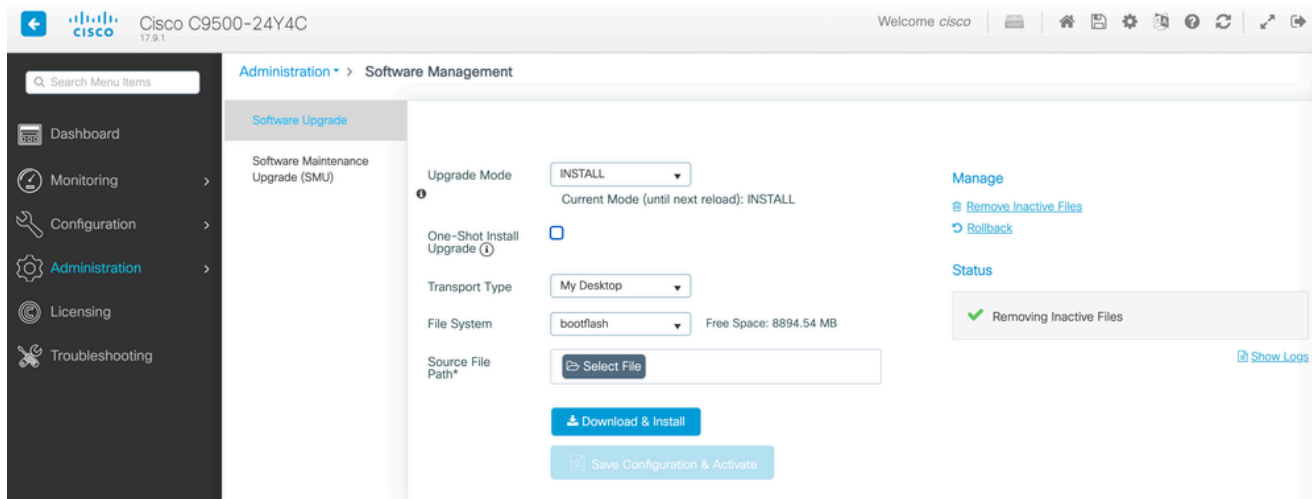 cisco
Cisco C9500-24Y4C
17.9.1
Welcome cisco
Search Menu Items
Dashboard
Monitoring
Configuration
Administration
Licensing
Troubleshooting
Administration > Software Management
Software Upgrade
Software Maintenance
Upgrade (SMU)
Upgrade Mode
INSTALL
Current Mode (until next reload): INSTALL
One-Shot Install
Upgrade
Transport Type
My Desktop
File System
bootflash
Free Space: 8894.54 MB
Source File
Path*
Select File
Download & Install
Save Configuration & Activate
Manage
Remove Inactive Files
Rollback
Status
Removing Inactive Files
Show Logs